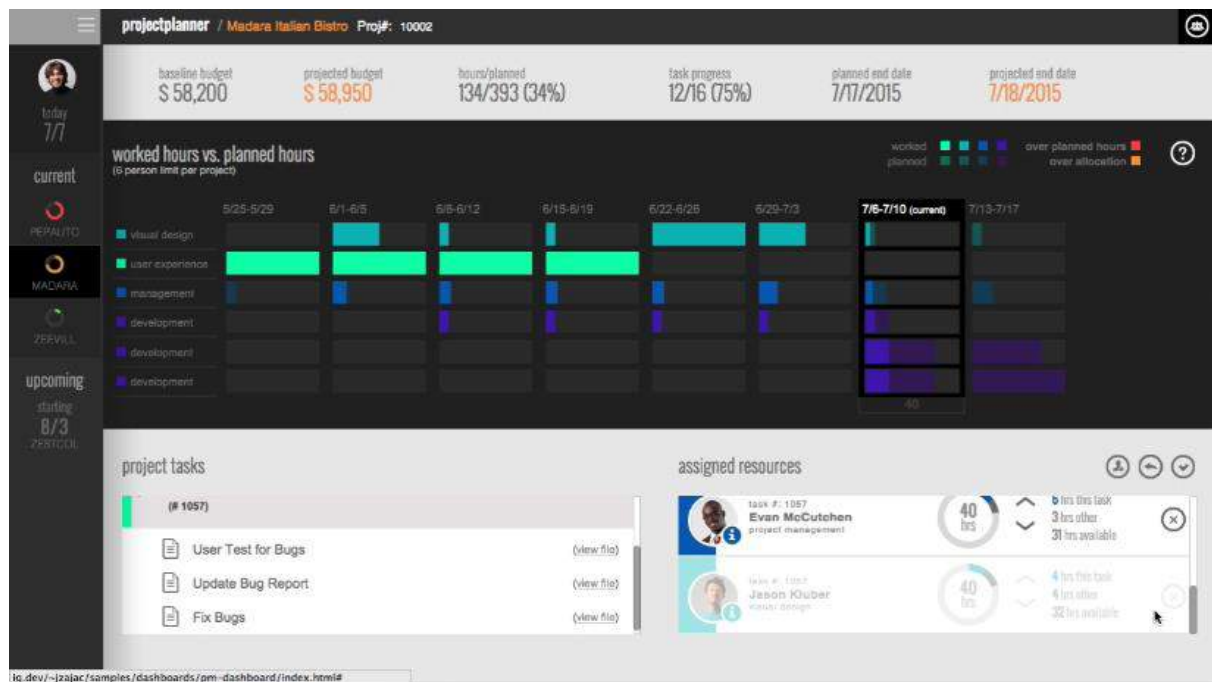 projectplanner / Madara Italian Bistro Proj#: 10002
today
7/7
current
PEPALITO
MADARA
ZEEVILL
upcoming
starting
8/3
ZESTCOL
baseline budget
$ 58,200
projected budget
$ 58,950
hours/planned
134/393 (34%)
task progress
12/16 (75%)
planned end date
7/17/2015
projected end date
7/18/2015
worked hours vs. planned hours
(6 person limit per project)
worked
planned
over planned hours
over allocation
?
5/25-5/29 6/1-6/5 6/8-6/12 6/15-6/19 6/22-6/26 6/29-7/3 7/6-7/10 (current) 7/13-7/17
visual design
user experience
management
development
development
development
40
project tasks
(# 1057)
User Test for Bugs (view file)
Update Bug Report (view file)
Fix Bugs (view file)
assigned resources
task #: 1057
Evan McCutchen
project management
40
hrs
6 hrs this task
3 hrs other
31 hrs available
task #: 1057
Jason Kluber
visual design
40
hrs
4 hrs this task
4 hrs other
32 hrs available
ig.dev/~jzajac/samples/dashboards/pm-dashboard/index.html#